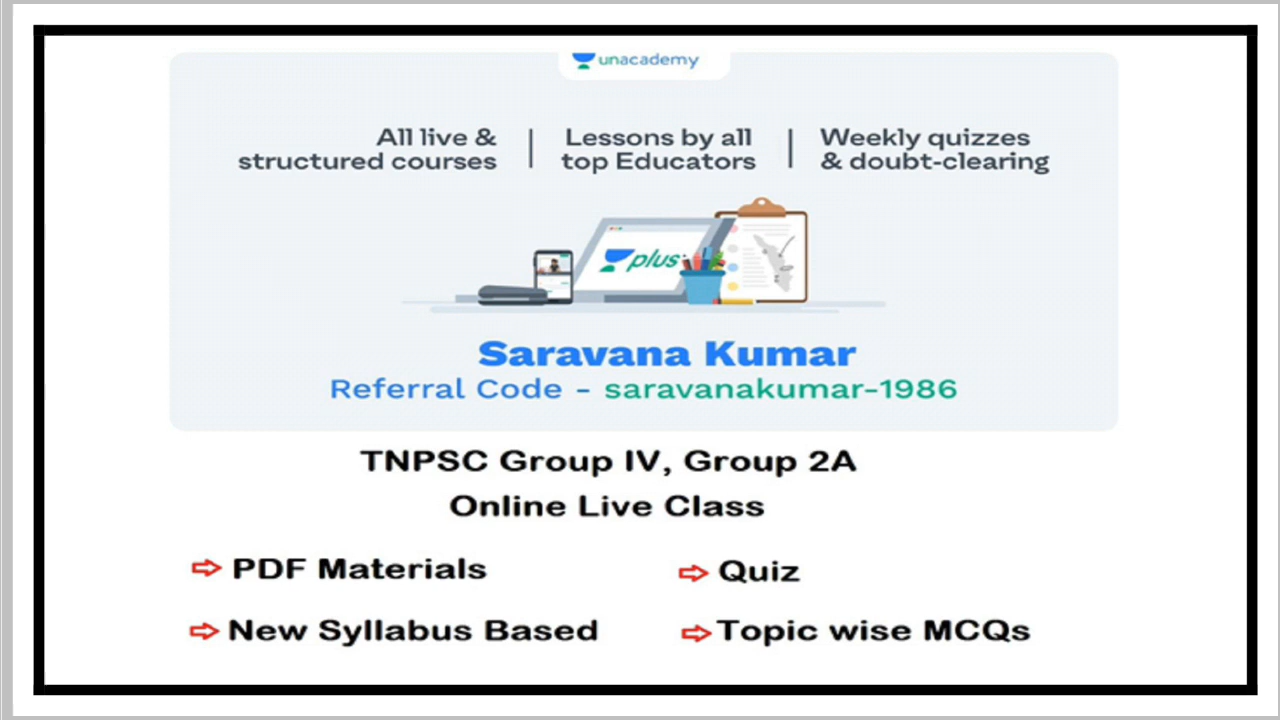 unacademy
All live &
structured courses
Lessons by all
top Educators
Weekly quizzes
& doubt-clearing
plus
Saravana Kumar
Referral Code - saravanakumar-1986
TNPSC Group IV, Group 2A
Online Live Class
PDF Materials
Quiz
New Syllabus Based
Topic wise MCQs